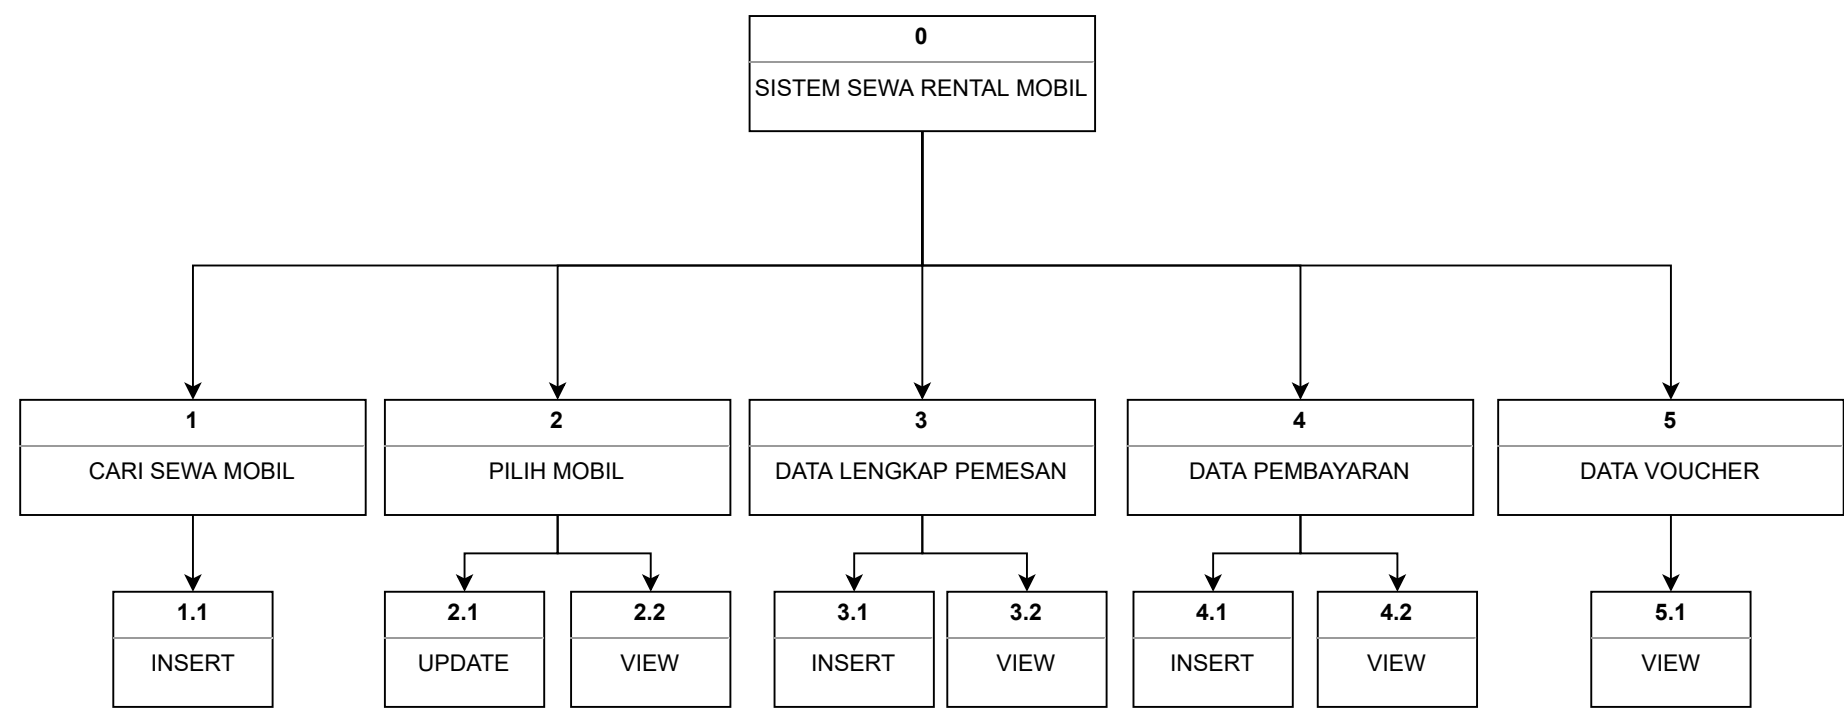 0
SISTEM SEWA RENTAL MOBIL
1
CARI SEWA MOBIL
2
PILIH MOBIL
3
DATA LENGKAP PEMESAN
4
DATA PEMBAYARAN
5
DATA VOUCHER
1.1
INSERT
2.1
UPDATE
2.2
VIEW
3.1
INSERT
3.2
VIEW
4.1
INSERT
4.2
VIEW
5.1
VIEW